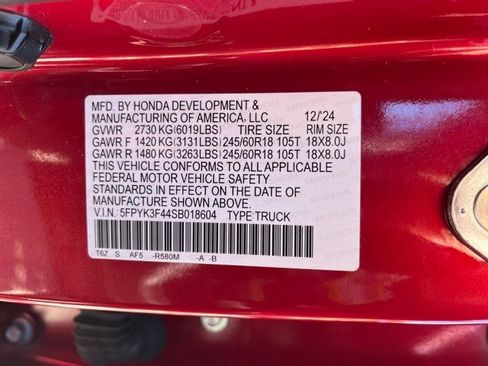 MFD. BY HONDA DEVELOPMENT &
MANUFACTURING OF AMERICA, LLC 12/'24
GVWR 2730 KG(6019LBS) TIRE SIZE RIM SIZE
GAWR F 1420 KG(3131LBS) 245/60R18 105T 18X8.0J
GAWR R 1480 KG(3263LBS) 245/60R18 105T 18X8.0J
THIS VEHICLE CONFORMS TO ALL APPLICABLE
FEDERAL MOTOR VEHICLE SAFETY
STANDARDS IN EFFECT ON THE DATE OF
MANUFACTURE SHOWN ABOVE.
V.I.N. 5FPYK3F44SB018604 TYPE:TRUCK
T6Z S AF5 -R580M -A -B